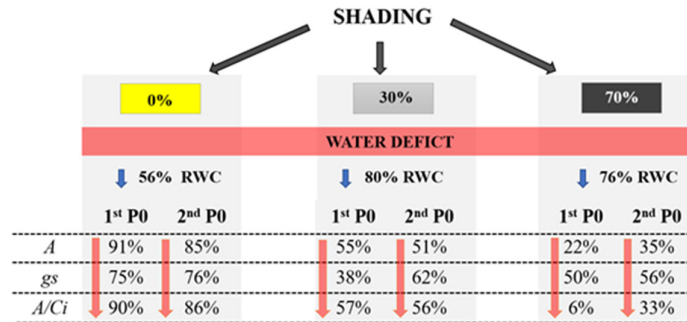 SHADING
0% 30% 70%
WATER DEFICT
56% RWC 80% RWC 76% RWC
1st P0 2nd P0 1st P0 2nd P0 1st P0 2nd P0
A 91% 85% 55% 51% 22% 35%
gs 75% 76% 38% 62% 50% 56%
A/Ci 90% 86% 57% 56% 6% 33%